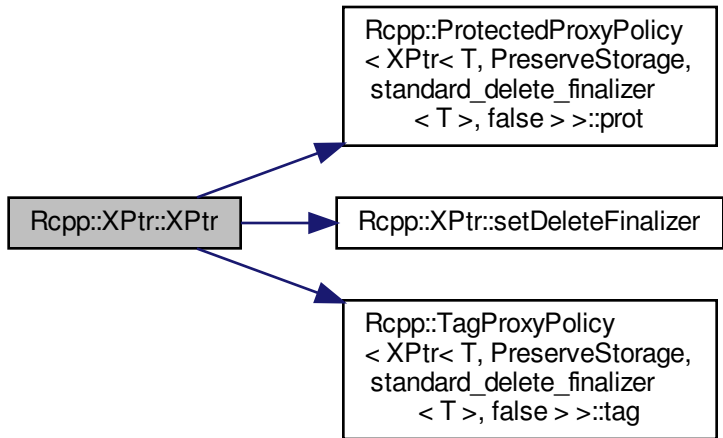 Rcpp::ProtectedProxyPolicy
< XPtr< T, PreserveStorage,
standard_delete_finalizer
< T >, false > >::prot
Rcpp::XPtr::XPtr
Rcpp::XPtr::setDeleteFinalizer
Rcpp::TagProxyPolicy
< XPtr< T, PreserveStorage,
standard_delete_finalizer
< T >, false > >::tag